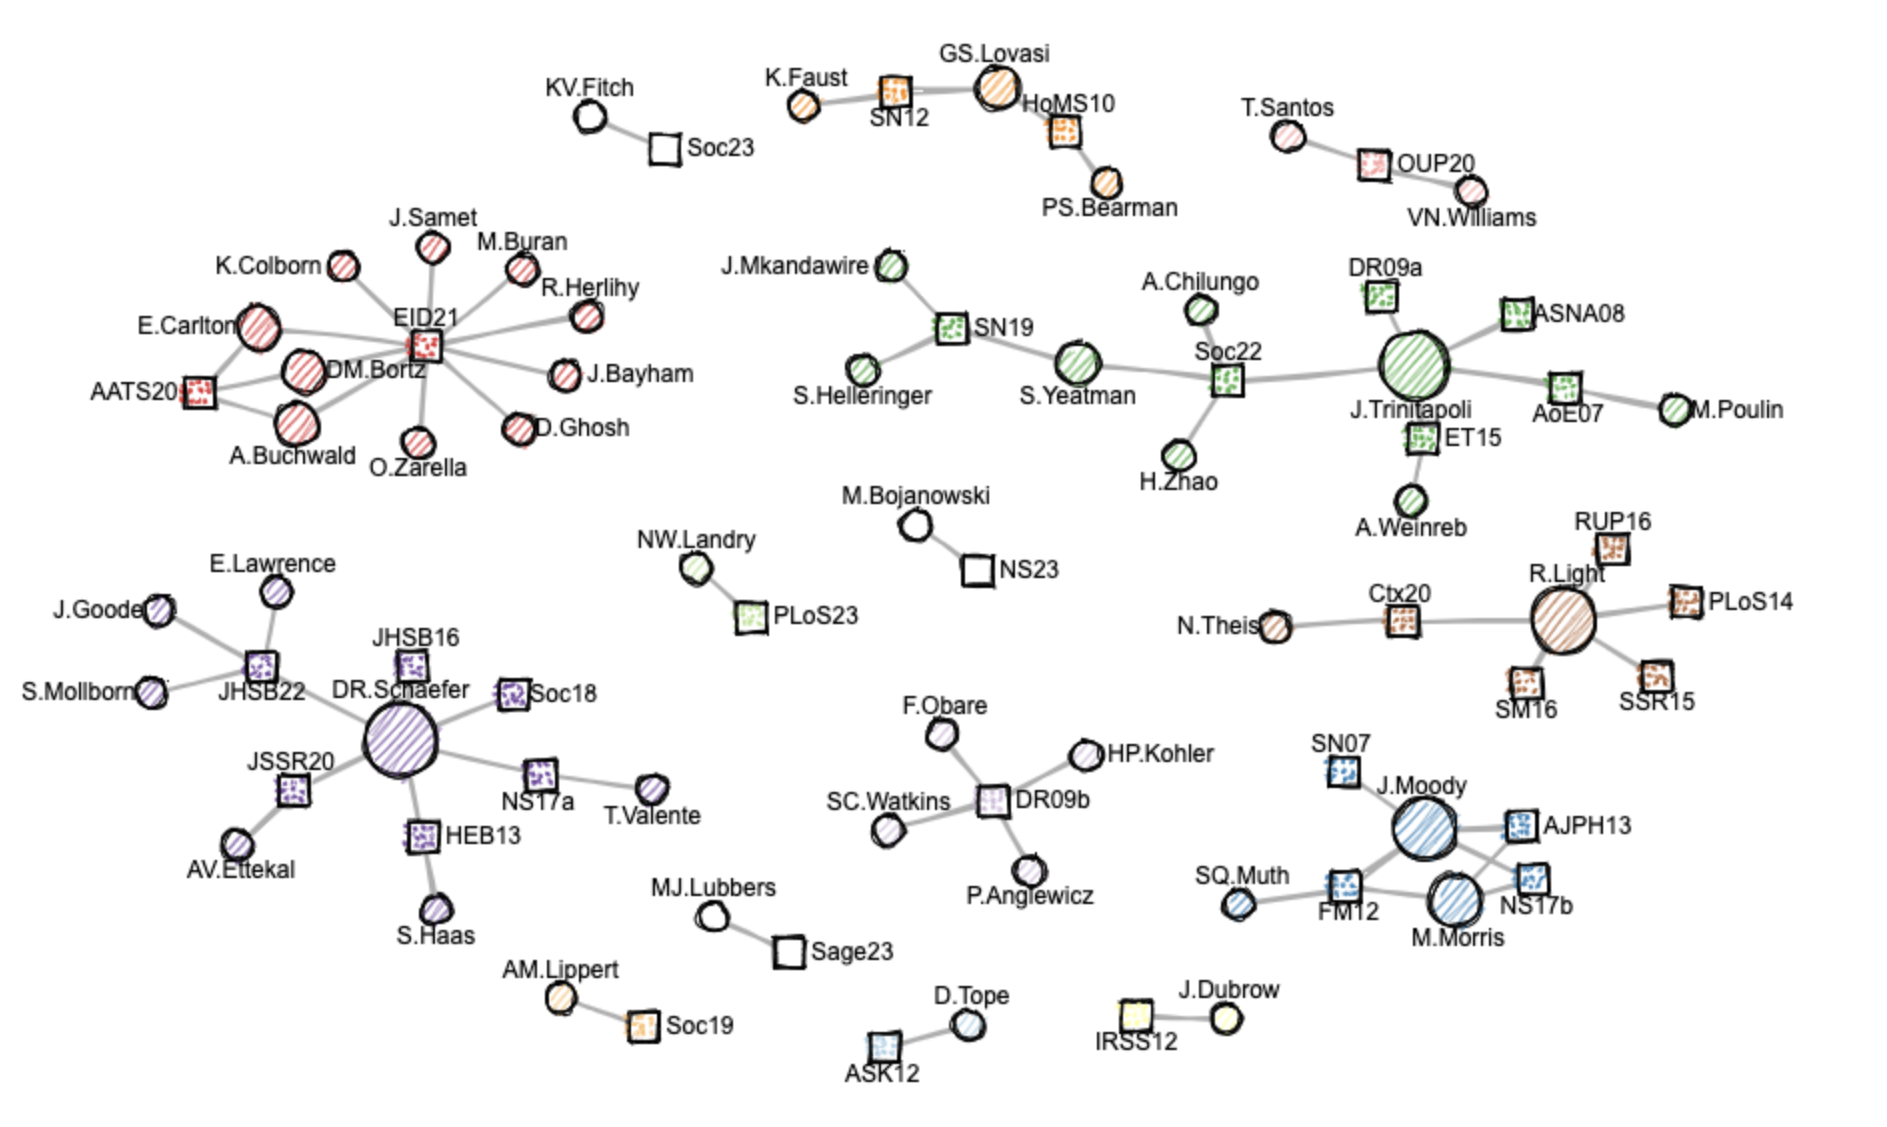 GS.Lovasi
K.Faust
KV.Fitch
HoMS10
T.Santos
SN12
Soc23
OUP20
PS.Bearman
VN.Williams
J.Samet
M.Buran
K.Colborn
J.Mkandawire
DR09a
A.Chilungo
R.Herlihy
E.Carlton
EID21
SN19
ASNA08
Soc22
DM.Bortz
J.Bayham
AATS20
S.Helleringer
S.Yeatman
J.Trinitapoli
AoE07
M.Poulin
D.Ghosh
ET15
A.Buchwald
O.Zarella
H.Zhao
M.Bojanowski
A.Weinreb
RUP16
NW.Landry
E.Lawrence
NS23
R.Light
Ctx20
PLoS14
J.Goode
PLoS23
N.Theis
JHSB16
S.Mollborn
JHSB22
DR.Schaefer
Soc18
SM16
SSR15
F.Obare
SN07
HP.Kohler
JSSR20
J.Moody
NS17a
SC.Watkins
DR09b
T.Valente
AJPH13
HEB13
AV.Ettekal
SQ.Muth
MJ.Lubbers
P.Anglewicz
FM12
NS17b
S.Haas
M.Morris
Sage23
AM.Lippert
D.Tope
J.Dubrow
Soc19
IRSS12
ASK12